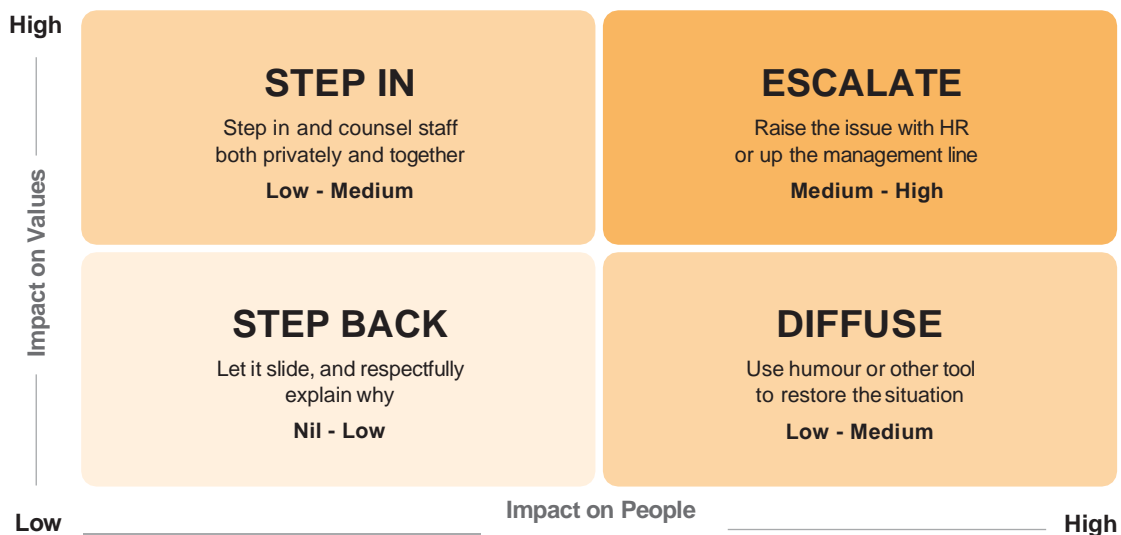 High
STEP IN
Step in and counsel staff
both privately and together
Low - Medium
ESCALATE
Raise the issue with HR
or up the management line
Medium - High
Impact on Values
STEP BACK
Let it slide, and respectfully
explain why
Nil - Low
DIFFUSE
Use humour or other tool
to restore the situation
Low - Medium
Low
Impact on People
High